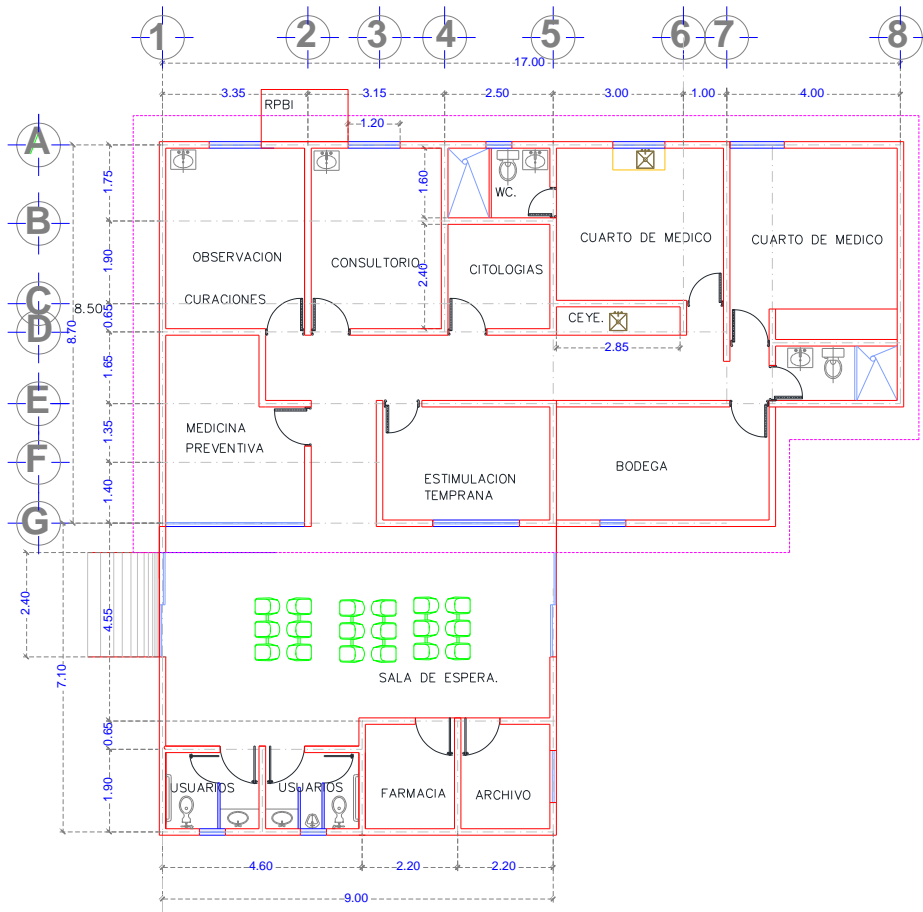 1 2 3 4 5 6 7 8
17.00
3.35 3.15 2.50 3.00 1.00 4.00
RPBI
1.20
A
B
C
D
E
F
G
1.75
1.90
0.65
1.65
1.35
1.40
8.50
8.70
1.60
2.40
WC.
OBSERVACION
CURACIONES
CONSULTORIO
CITOLOGIAS
CUARTO DE MEDICO
CUARTO DE MEDICO
CEYE.
2.85
MEDICINA
PREVENTIVA
ESTIMULACION
TEMPRANA
BODEGA
2.40
4.55
7.10
0.65
1.90
SALA DE ESPERA.
USUARIOS
USUARIOS
FARMACIA
ARCHIVO
4.60 2.20 2.20
9.00